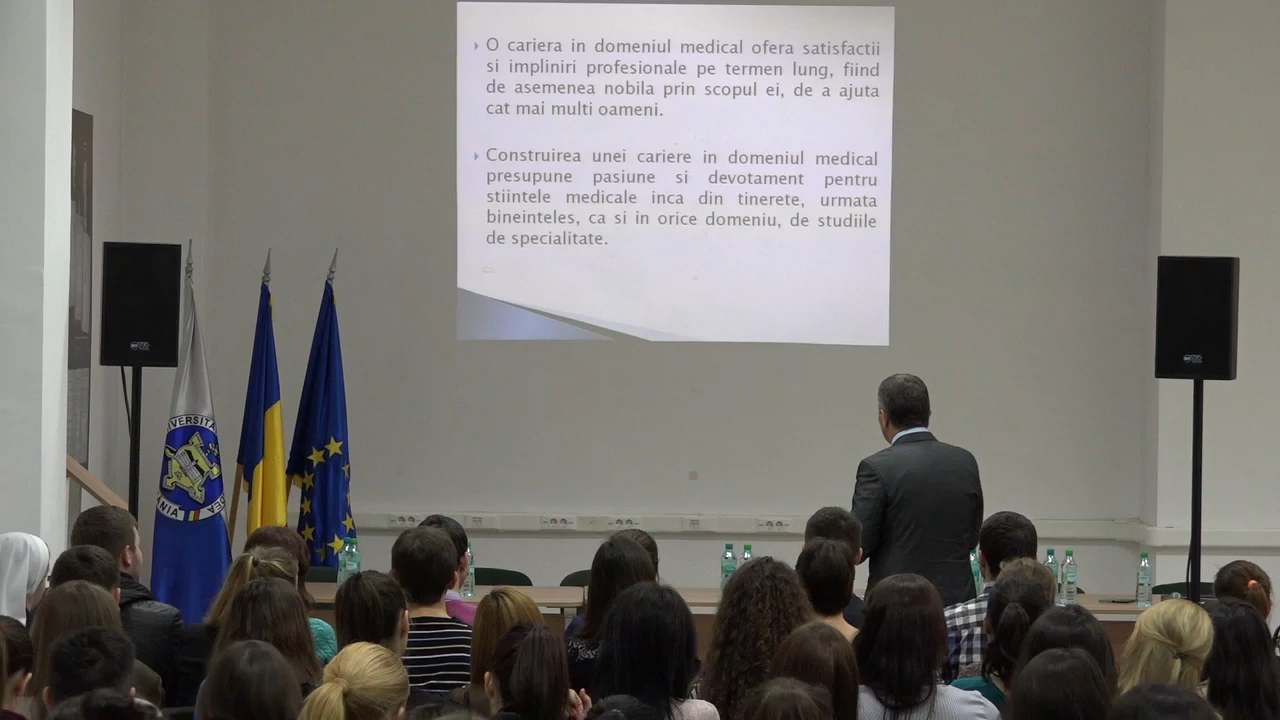 O cariera in domeniul medical ofera satisfactii
si impliniri profesionale pe termen lung, fiind
de asemenea nobila prin scopul ei, de a ajuta
cat mai multi oameni.
Construirea unei cariere in domeniul medical
presupune pasiune si devotament pentru
stiintele medicale inca din tinerete, urmata
bineinteles, ca si in orice domeniu, de studiile
de specialitate.